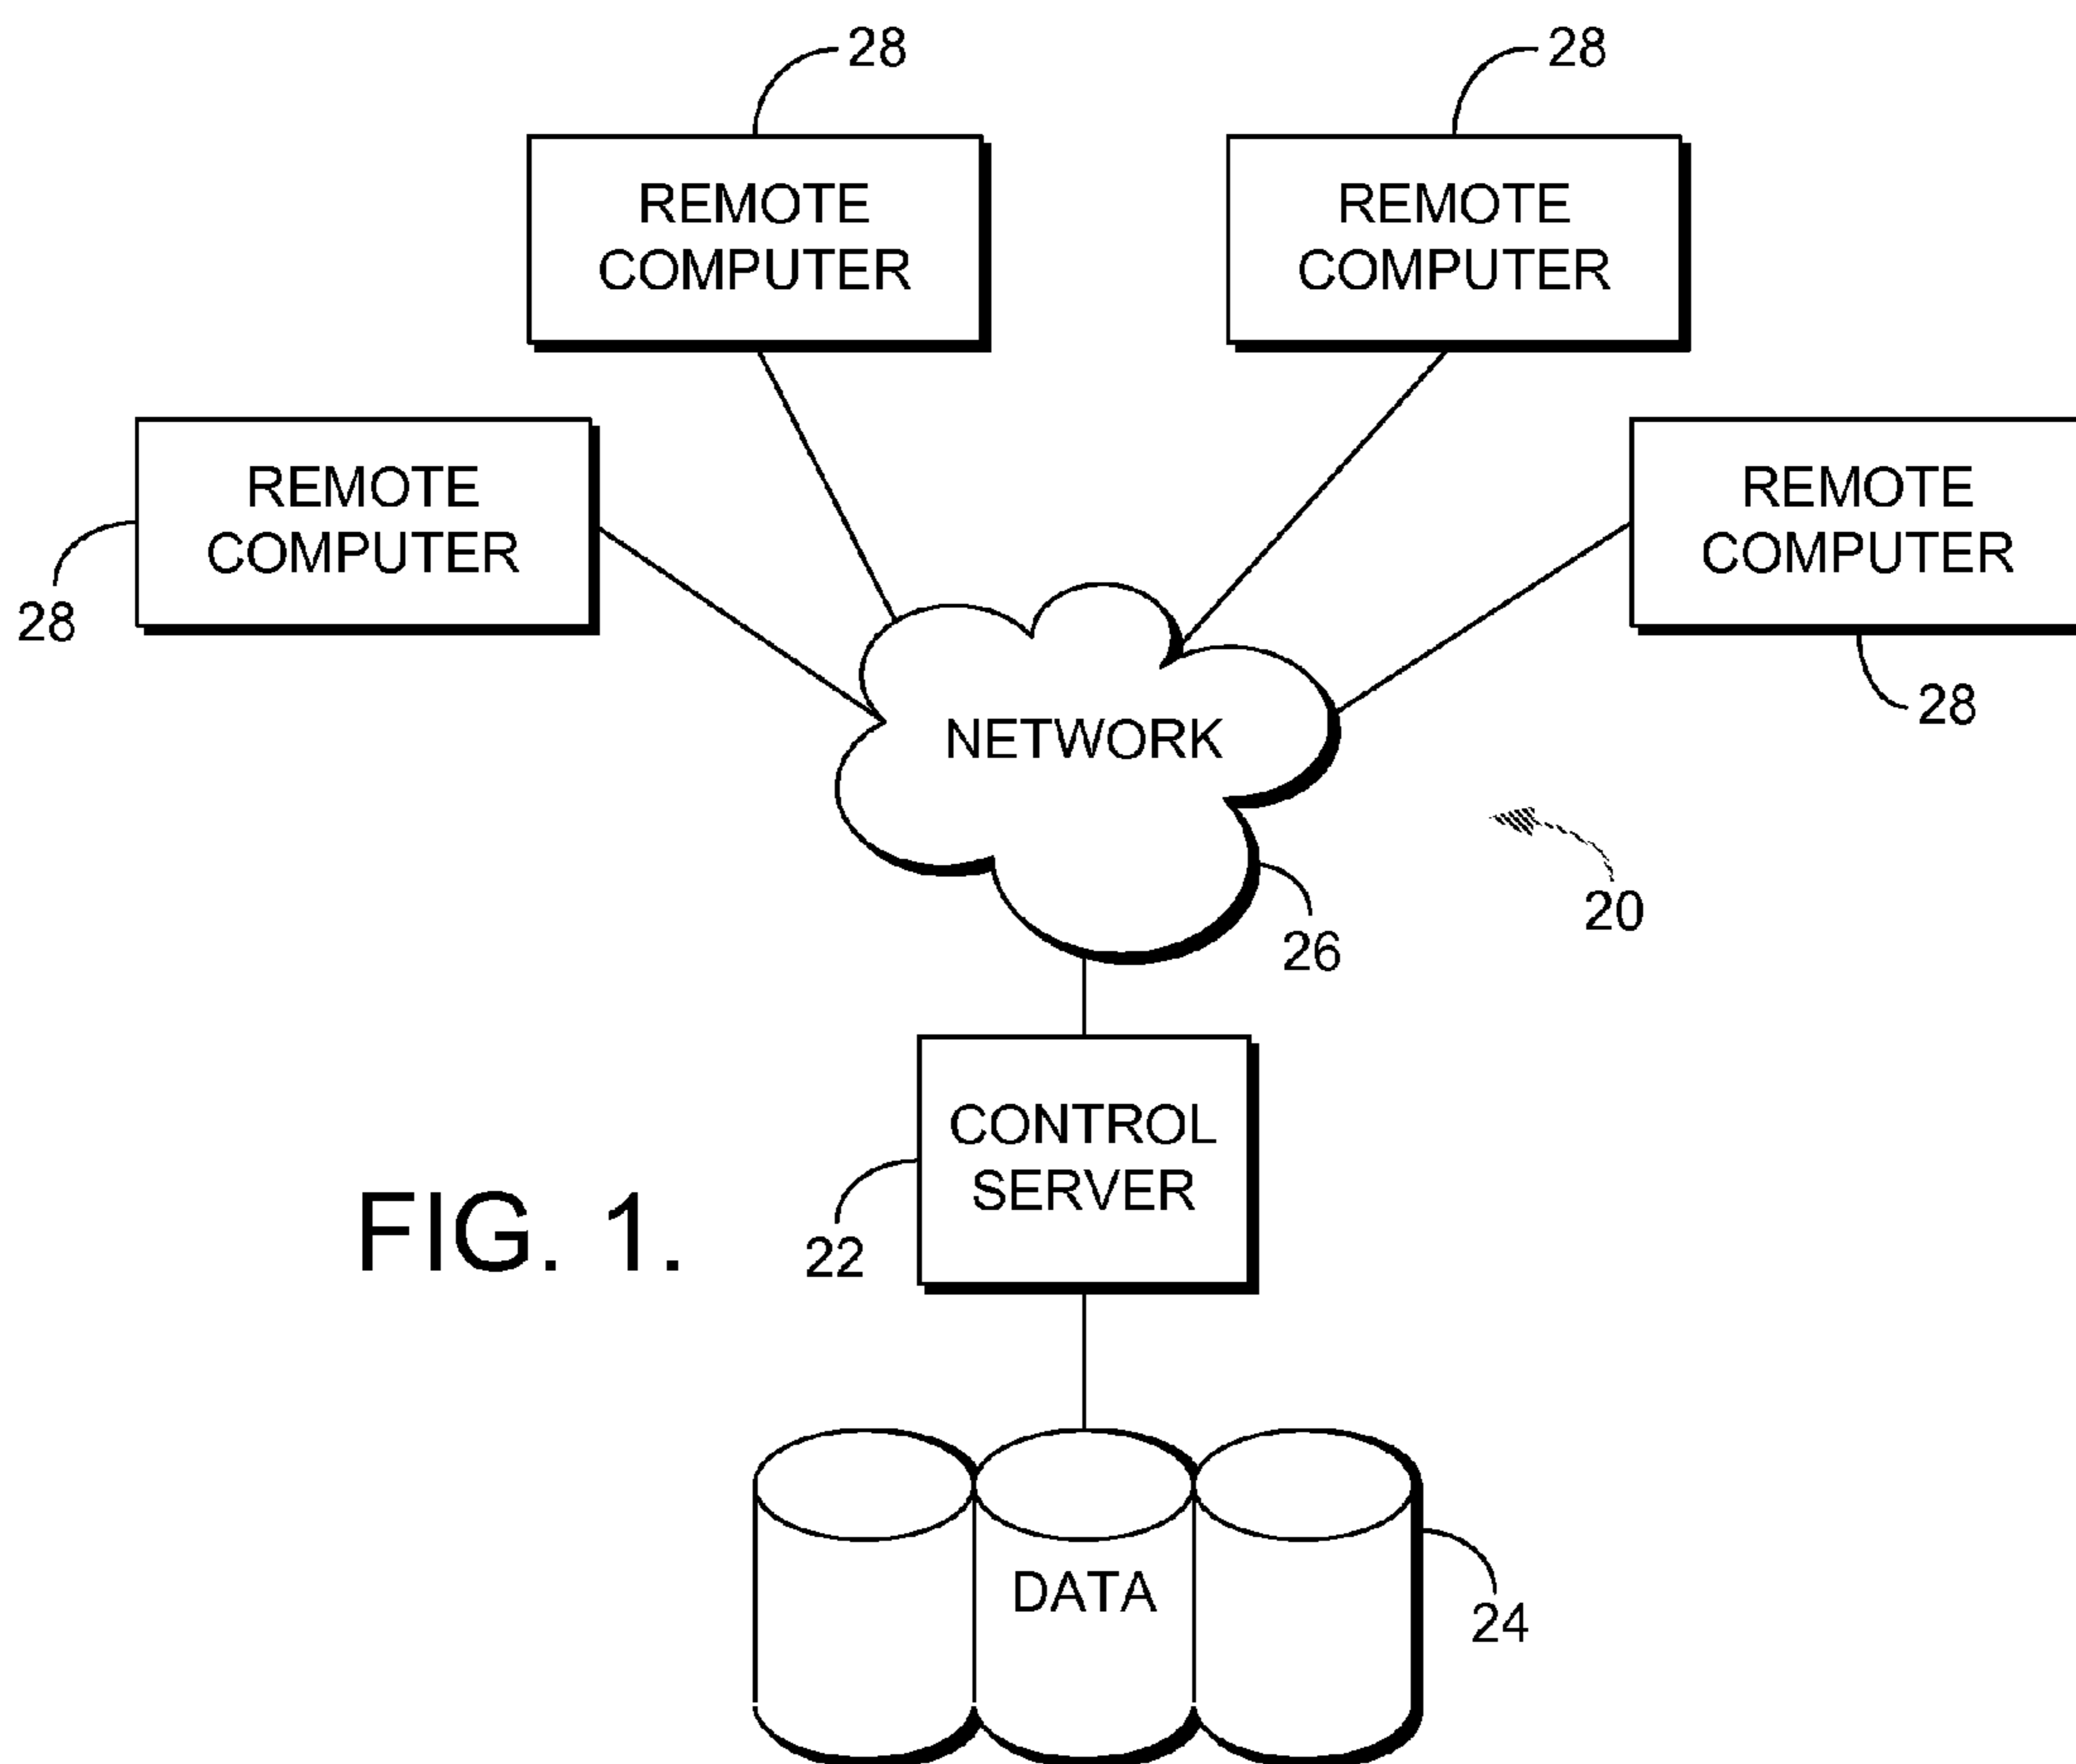 28
28
REMOTE
COMPUTER
REMOTE
COMPUTER
REMOTE
COMPUTER
REMOTE
COMPUTER
28
28
NETWORK
20
26
CONTROL
SERVER
22
FIG. 1.
DATA
24